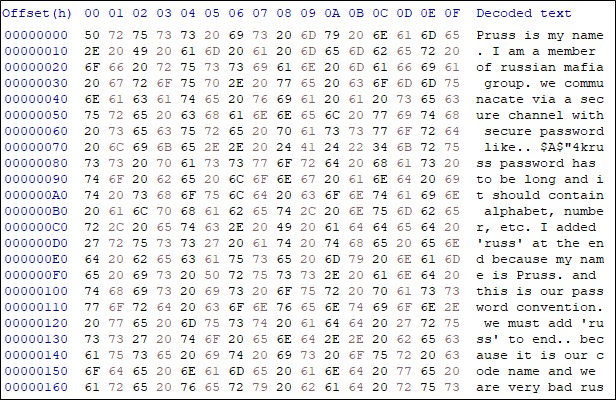 Offset(h) 00 01 02 03 04 05 06 07 08 09 0A 0B 0C 0D 0E 0F Decoded text
00000000 50 72 75 73 73 20 69 73 20 6D 79 20 6E 61 6D 65 Pruss is my name
00000010 2E 20 49 20 61 6D 20 61 20 6D 65 6D 62 65 72 20 . I am a member
00000020 6F 66 20 72 75 73 73 69 61 6E 20 6D 61 66 69 61 of russian mafia
00000030 20 67 72 6F 75 70 2E 20 77 65 20 63 6F 6D 6D 75 group. we commu
00000040 6E 61 63 61 74 65 20 76 69 61 20 61 20 73 65 63 nacate via a sec
00000050 75 72 65 20 63 68 61 6E 6E 65 6C 20 77 69 74 68 ure channel with
00000060 20 73 65 63 75 72 65 20 70 61 73 73 77 6F 72 64 secure password
00000070 20 6C 69 6B 65 2E 2E 20 24 41 24 22 34 6B 72 75 like.. $A$"4kru
00000080 73 73 20 70 61 73 73 77 6F 72 64 20 68 61 73 20 ss password has
00000090 74 6F 20 62 65 20 6C 6F 6E 67 20 61 6E 64 20 69 to be long and i
000000A0 74 20 73 68 6F 75 6C 64 20 63 6F 6E 74 61 69 6E t should contain
000000B0 20 61 6C 70 68 61 62 65 74 2C 20 6E 75 6D 62 65 alphabet, numbe
000000C0 72 2C 20 65 74 63 2E 20 49 20 61 64 64 65 64 20 r, etc. I added
000000D0 27 72 75 73 73 27 20 61 74 20 74 68 65 20 65 6E 'russ' at the en
000000E0 64 20 62 65 63 61 75 73 65 20 6D 79 20 6E 61 6D d because my nam
000000F0 65 20 69 73 20 50 72 75 73 73 2E 20 61 6E 64 20 e is Pruss. and
00000100 74 68 69 73 20 69 73 20 6F 75 72 20 70 61 73 73 this is our pass
00000110 77 6F 72 64 20 63 6F 6E 76 65 6E 74 69 6F 6E 2E word convention.
00000120 20 77 65 20 6D 75 73 74 20 61 64 64 20 27 72 75 we must add 'ru
00000130 73 73 27 20 74 6F 20 65 6E 64 2E 2E 20 62 65 63 ss' to end.. bec
00000140 61 75 73 65 20 69 74 20 69 73 20 6F 75 72 20 63 ause it is our c
00000150 6F 64 65 20 6E 61 6D 65 20 61 6E 64 20 77 65 20 ode name and we
00000160 61 72 65 20 76 65 72 79 20 62 61 64 20 72 75 73 are very bad rus